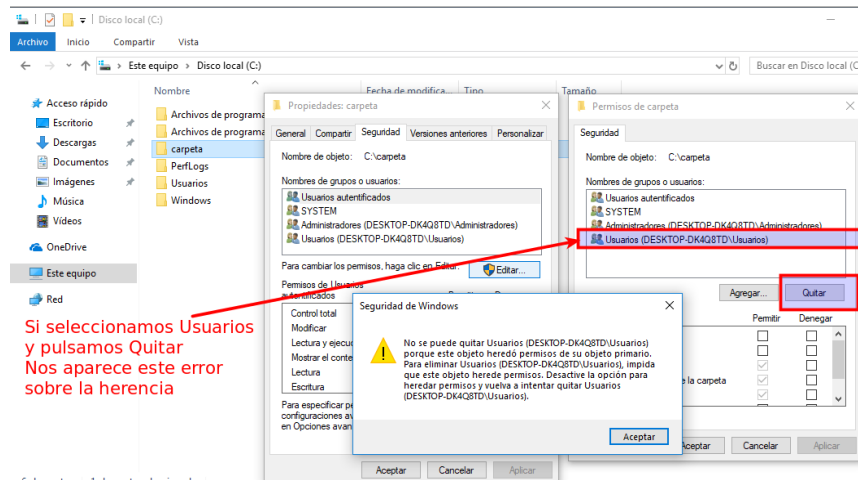 Disco local (C:)
Archivo Inicio Compartir Vista
Este equipo > Disco local (C:)
Buscar en Disco local (C
Nombre Fecha de modifica... Tipo Tamaño
Acceso rápido
Escritorio
Descargas
Documentos
Imágenes
Música
Vídeos
OneDrive
Este equipo
Red
Archivos de programa
Archivos de programa
carpeta
PerfLogs
Usuarios
Windows
Propiedades: carpeta
General Compartir Seguridad Versiones anteriores Personalizar
Nombre de objeto: C:\carpeta
Nombres de grupos o usuarios:
Usuarios autentificados
SYSTEM
Administradores (DESKTOP-DK4Q8TD\Administradores)
Usuarios (DESKTOP-DK4Q8TD\Usuarios)
Para cambiar los permisos, haga clic en Editar.
Editar...
Permisos de Usuarios
autentificados
Control total
Modificar
Lectura y ejecu
Mostrar el conte
Lectura
Escritura
Para especificar pe
configuraciones av
en Opciones avan
Aceptar Cancelar Aplicar
Permisos de carpeta
Seguridad
Nombre de objeto: C:\carpeta
Nombres de grupos o usuarios:
Usuarios autentificados
SYSTEM
Administradores (DESKTOP-DK4Q8TD\Administradores)
Usuarios (DESKTOP-DK4Q8TD\Usuarios)
Agregar... Quitar
Permitir Denegar
e la carpeta
Aceptar Cancelar Aplicar
Seguridad de Windows
No se puede quitar Usuarios (DESKTOP-DK4Q8TD\Usuarios)
porque este objeto heredó permisos de su objeto primario.
Para eliminar Usuarios (DESKTOP-DK4Q8TD\Usuarios), impida
que este objeto herede permisos. Desactive la opción para
heredar permisos y vuelva a intentar quitar Usuarios
(DESKTOP-DK4Q8TD\Usuarios).
Aceptar
Si seleccionamos Usuarios
y pulsamos Quitar
Nos aparece este error
sobre la herencia